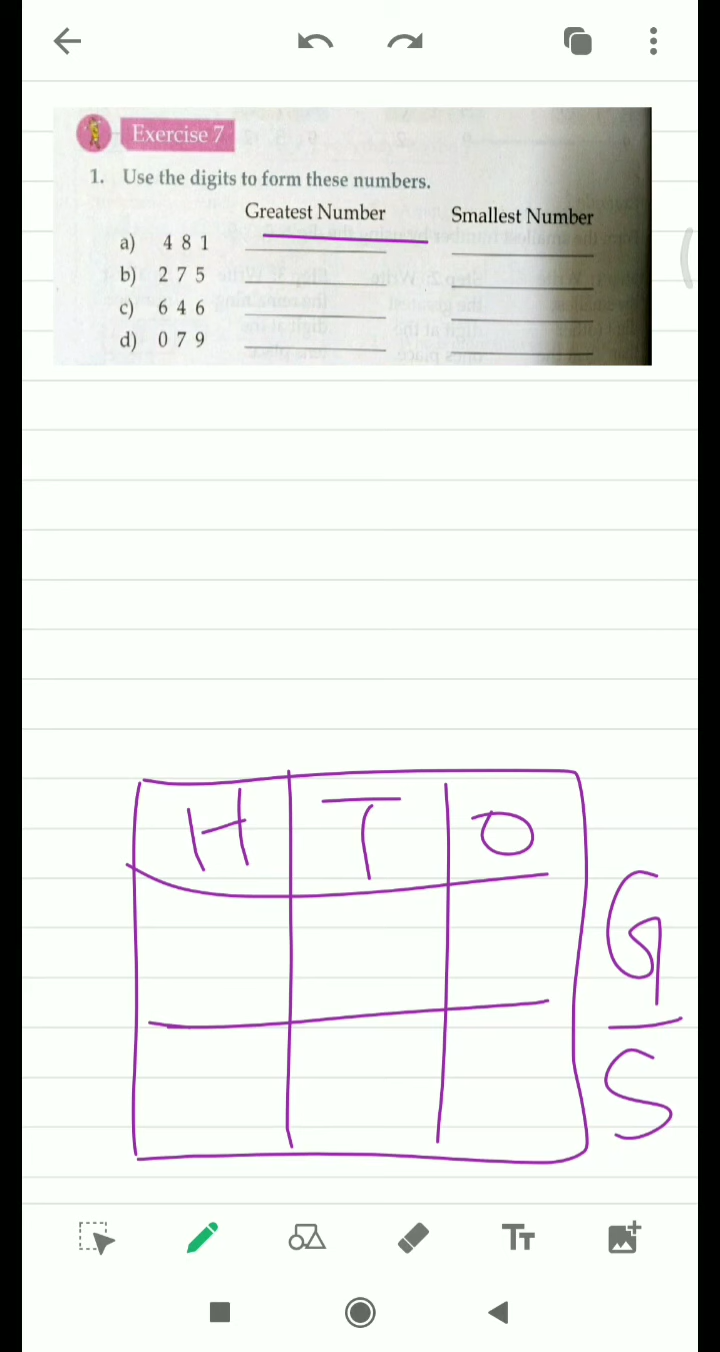 Exercise 7
1. Use the digits to form these numbers.
Greatest Number Smallest Number
a) 4 8 1
b) 2 7 5
c) 6 4 6
d) 0 7 9
H T O
G
S
TT